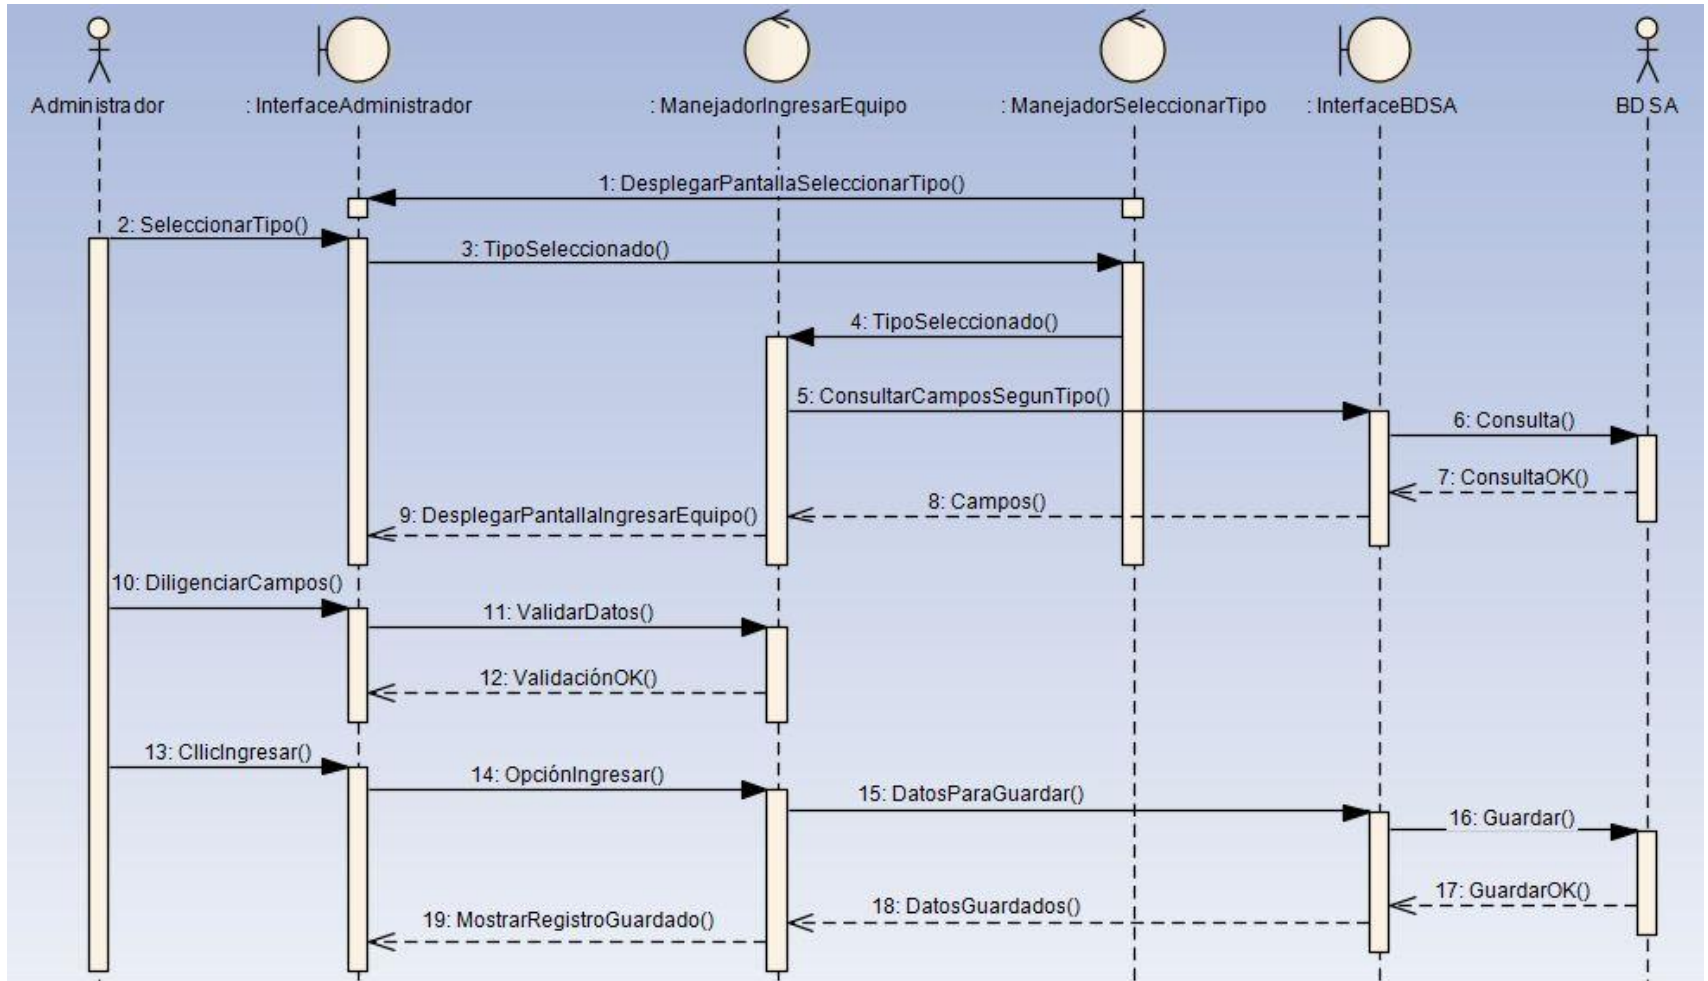 Administrador
: InterfaceAdministrador
: ManejadorIngresarEquipo
: ManejadorSeleccionarTipo
: InterfaceBDSA
BDSA
1: DesplegarPantallaSeleccionarTipo()
2: SeleccionarTipo()
3: TipoSeleccionado()
4: TipoSeleccionado()
5: ConsultarCamposSegunTipo()
6: Consulta()
7: ConsultaOK()
8: Campos()
9: DesplegarPantallaIngresarEquipo()
10: DiligenciarCampos()
11: ValidarDatos()
12: ValidaciónOK()
13: CllicIngresar()
14: OpciónIngresar()
15: DatosParaGuardar()
16: Guardar()
17: GuardarOK()
18: DatosGuardados()
19: MostrarRegistroGuardado()